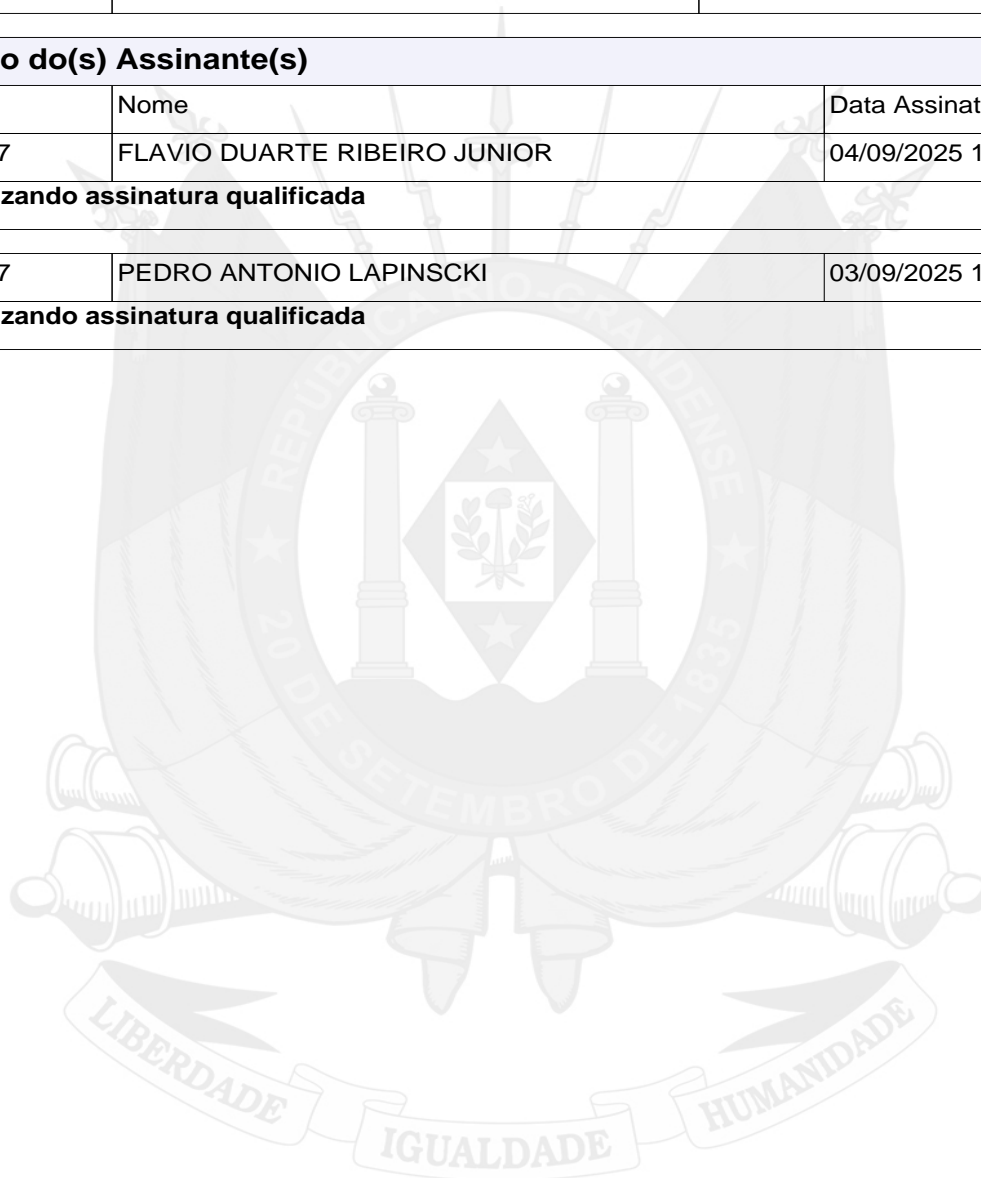 o do(s) Assinante(s)
Nome Data Assinat
7 FLAVIO DUARTE RIBEIRO JUNIOR 04/09/2025 1
zando assinatura qualificada
7 PEDRO ANTONIO LAPINSCKI 03/09/2025 1
zando assinatura qualificada
REPÚBLICA RIO-GRANDENSE
20 DE SETEMBRO DE 1835
LIBERDADE IGUALDADE HUMANIDADE